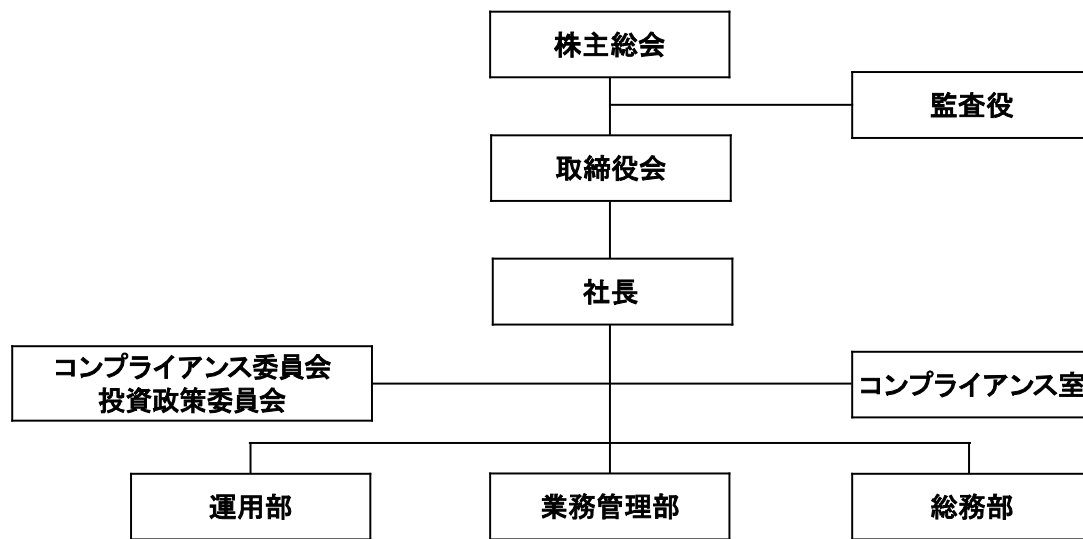 株主総会
監査役
取締役会
社長
コンプライアンス委員会
投資政策委員会
コンプライアンス室
運用部
業務管理部
総務部